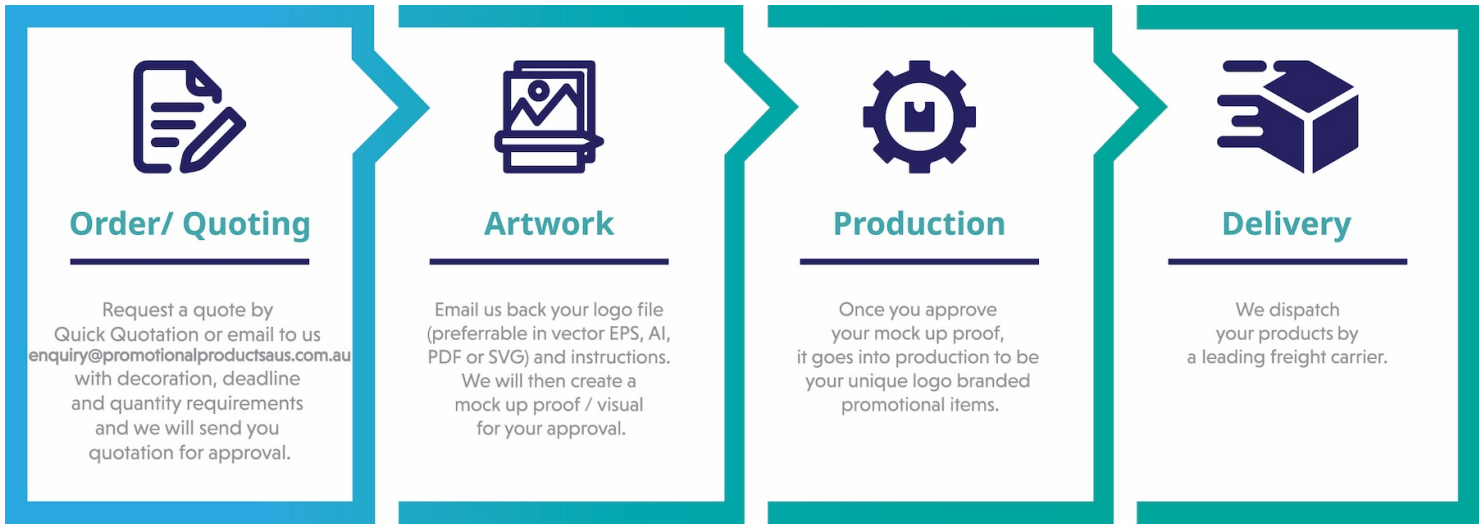 Order/ Quoting
Request a quote by
Quick Quotation or email to us
enquiry@promotionalproductsaus.com.au
with decoration, deadline
and quantity requirements
and we will send you
quotation for approval.
Artwork
Email us back your logo file
(preferrable in vector EPS, AI,
PDF or SVG) and instructions.
We will then create a
mock up proof / visual
for your approval.
Production
Once you approve
your mock up proof,
it goes into production to be
your unique logo branded
promotional items.
Delivery
We dispatch
your products by
a leading freight carrier.